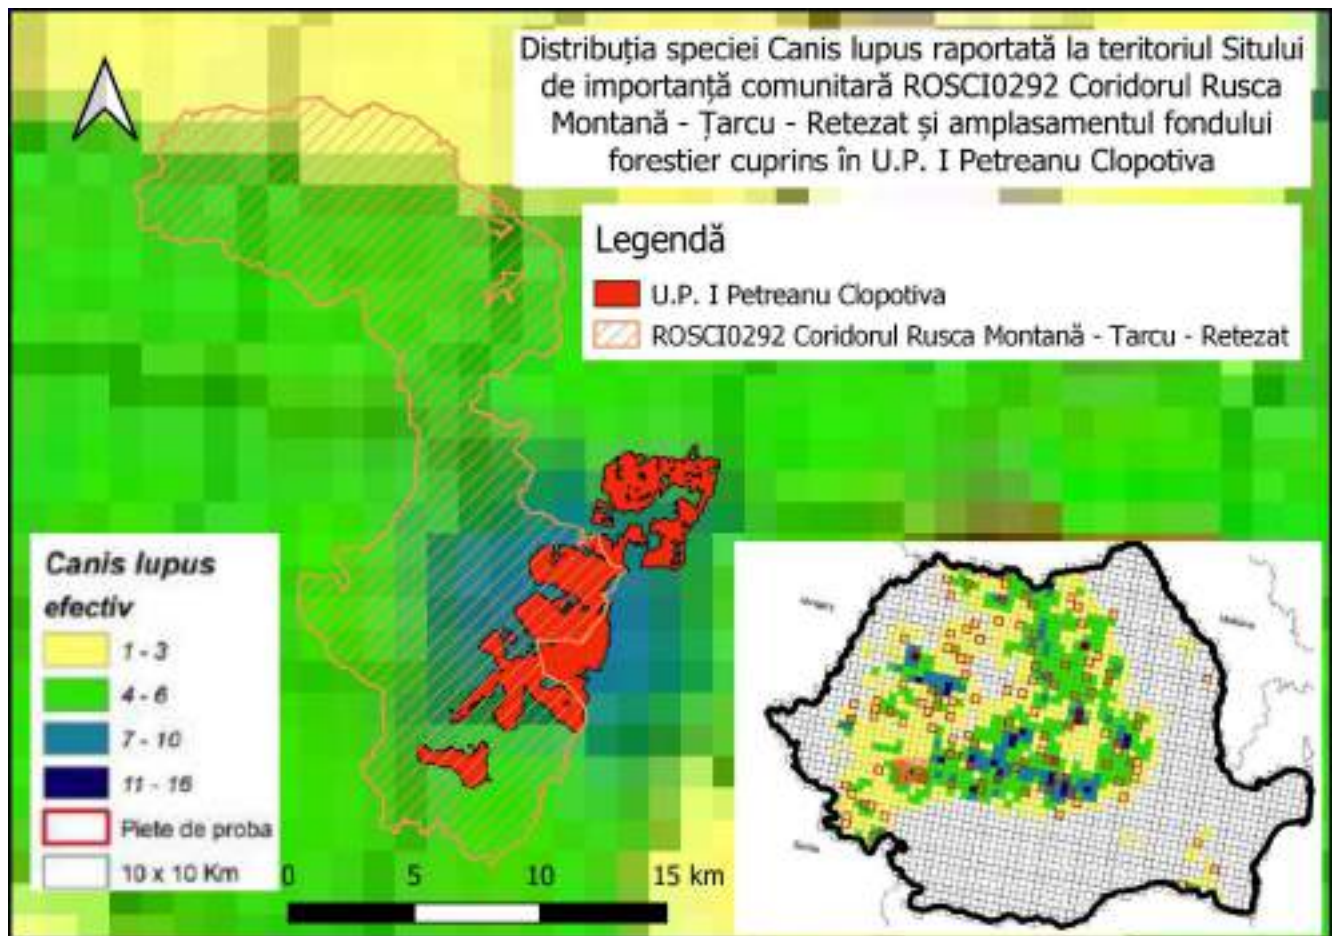 Distribuția speciei Canis lupus raportată la teritoriul Sitului
de importanță comunitară ROSCI0292 Coridorul Rusca
Montană - Țarcu - Retezat și amplasamentul fondului
forestier cuprins în U.P. I Petreanu Clopotiva
Legendă
U.P. I Petreanu Clopotiva
ROSCI0292 Coridorul Rusca Montană - Tarcu - Retezat
Canis lupus
efectiv
1 - 3
4 - 6
7 - 10
11 - 16
Piete de proba
10 x 10 Km
0 5 10 15 km